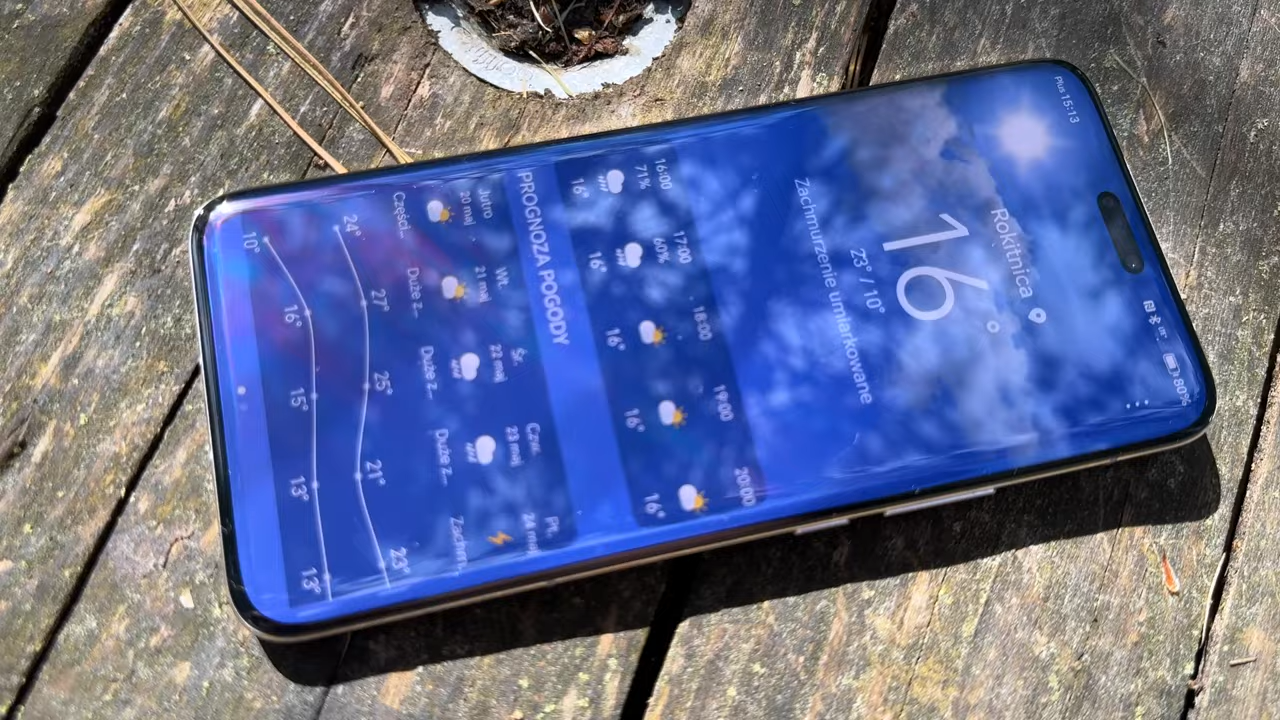 Plus 15:13
80%
Rokitnica
16°
23° / 10°
Zachmurzenie umiarkowane
16:00 17:00 18:00 19:00 20:00
71% 60%
16° 16° 16° 16° 16°
PROGNOZA POGODY
Jutro Wt. Śr. Czw. Pt.
20 maj 21 maj 22 maj 23 maj 24 maj
Części... Duże z... Duże z... Duże z... Zachm...
24° 27° 25° 21° 23°
10° 16° 15° 13° 13°